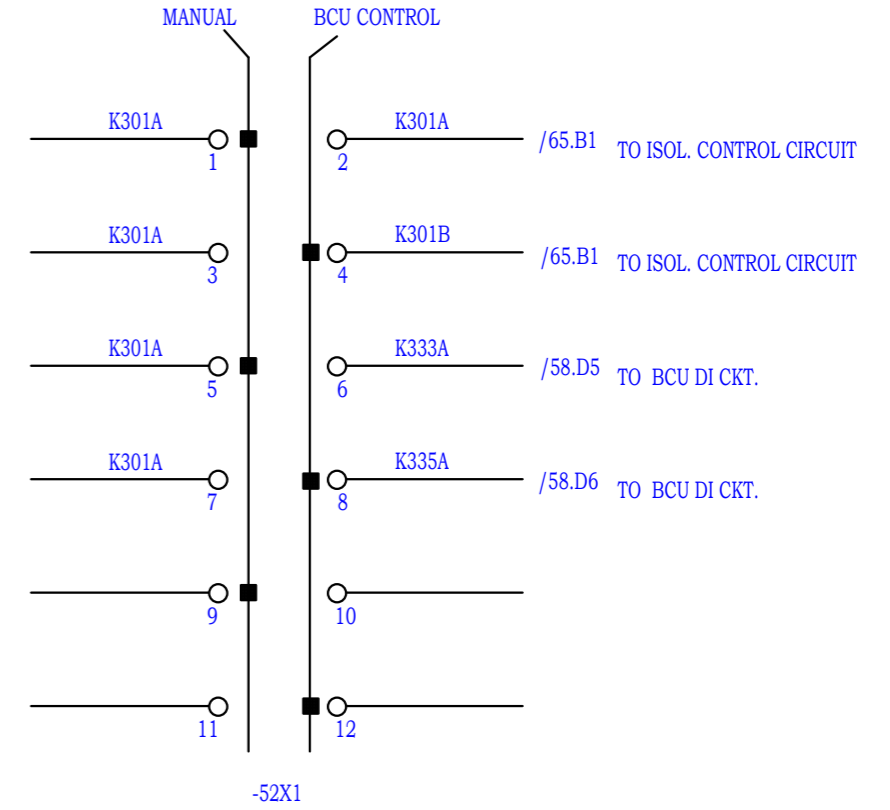 MANUAL BCU CONTROL
K301A K301A /65.B1 TO ISOL. CONTROL CIRCUIT
1 2
K301A K301B /65.B1 TO ISOL. CONTROL CIRCUIT
3 4
K301A K333A /58.D5 TO BCU DI CKT.
5 6
K301A K335A /58.D6 TO BCU DI CKT.
7 8
9 10
11 12
-52X1